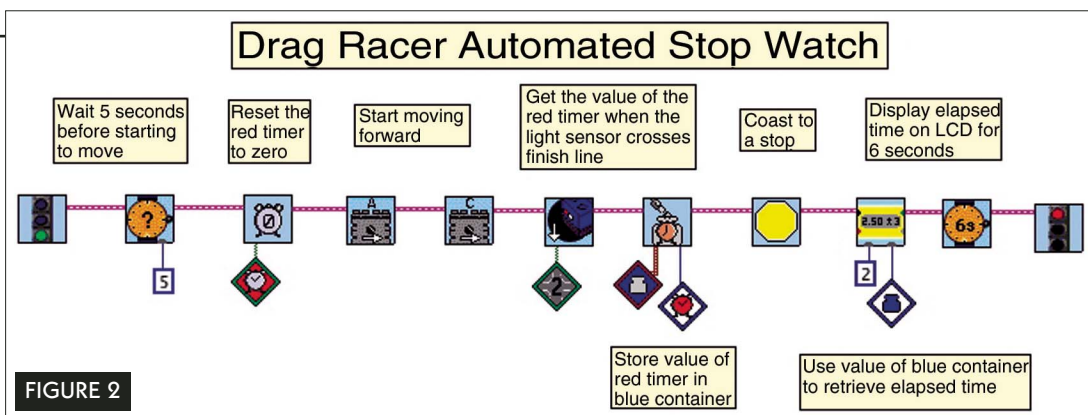 Drag Racer Automated Stop Watch
Wait 5 seconds
before starting
to move
Reset the
red timer
to zero
Start moving
forward
Get the value of the
red timer when the
light sensor crosses
finish line
Coast to
a stop
Display elapsed
time on LCD for
6 seconds
?
0
A
C
2.50 ±3
6s
5
2
2
Store value of
red timer in
blue container
Use value of blue container
to retrieve elapsed time
FIGURE 2